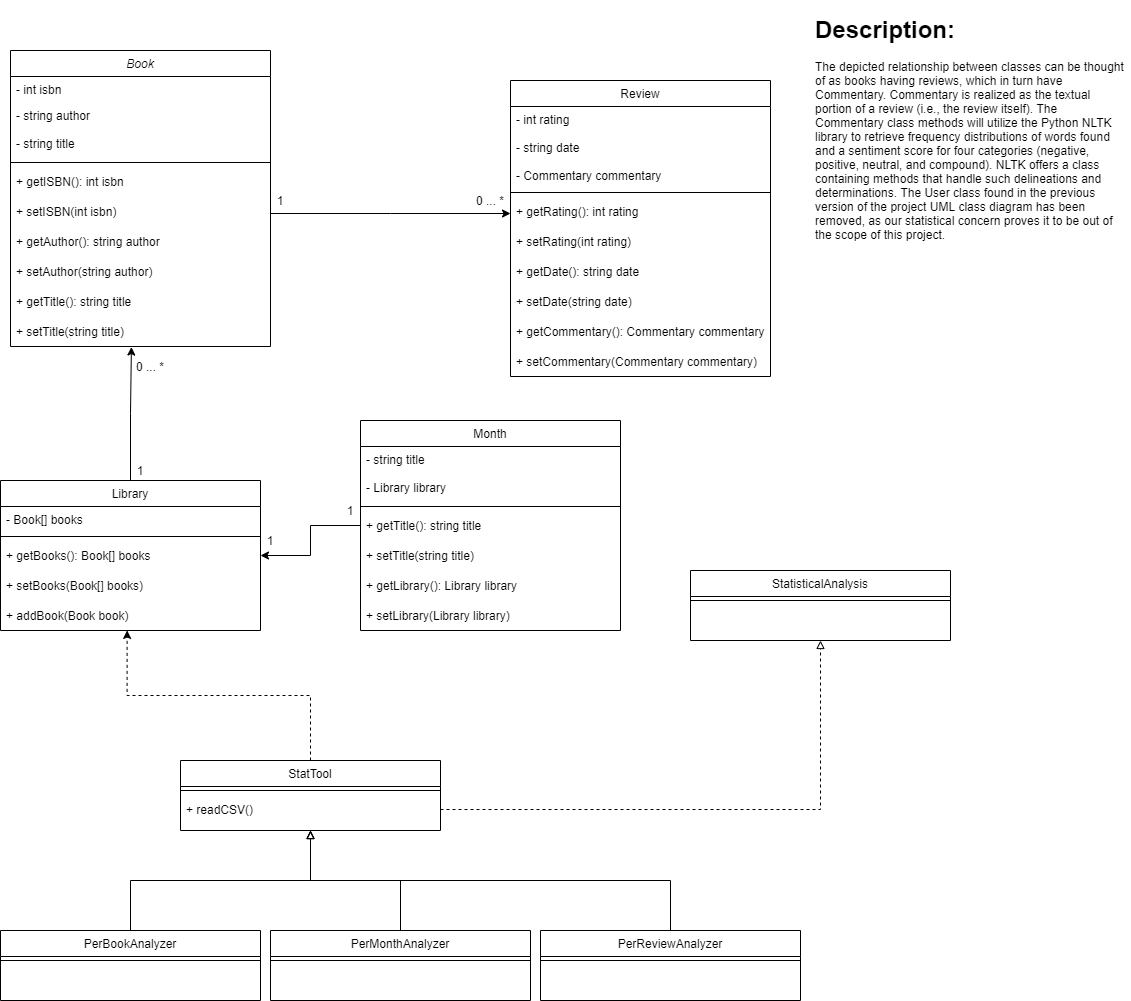 Description:
The depicted relationship between classes can be thought
of as books having reviews, which in turn have
Commentary. Commentary is realized as the textual
portion of a review (i.e., the review itself). The
Commentary class methods will utilize the Python NLTK
library to retrieve frequency distributions of words found
and a sentiment score for four categories (negative,
positive, neutral, and compound). NLTK offers a class
containing methods that handle such delineations and
determinations. The User class found in the previous
version of the project UML class diagram has been
removed, as our statistical concern proves it to be out of
the scope of this project.
Book
- int isbn
- string author
- string title
+ getISBN(): int isbn
+ setISBN(int isbn)
+ getAuthor(): string author
+ setAuthor(string author)
+ getTitle(): string title
+ setTitle(string title)
1
0 ... *
Review
- int rating
- string date
- Commentary commentary
+ getRating(): int rating
+ setRating(int rating)
+ getDate(): string date
+ setDate(string date)
+ getCommentary(): Commentary commentary
+ setCommentary(Commentary commentary)
0 ... *
1
Library
- Book[] books
+ getBooks(): Book[] books
+ setBooks(Book[] books)
+ addBook(Book book)
1
1
Month
- string title
- Library library
+ getTitle(): string title
+ setTitle(string title)
+ getLibrary(): Library library
+ setLibrary(Library library)
StatisticalAnalysis
StatTool
+ readCSV()
PerBookAnalyzer
PerMonthAnalyzer
PerReviewAnalyzer